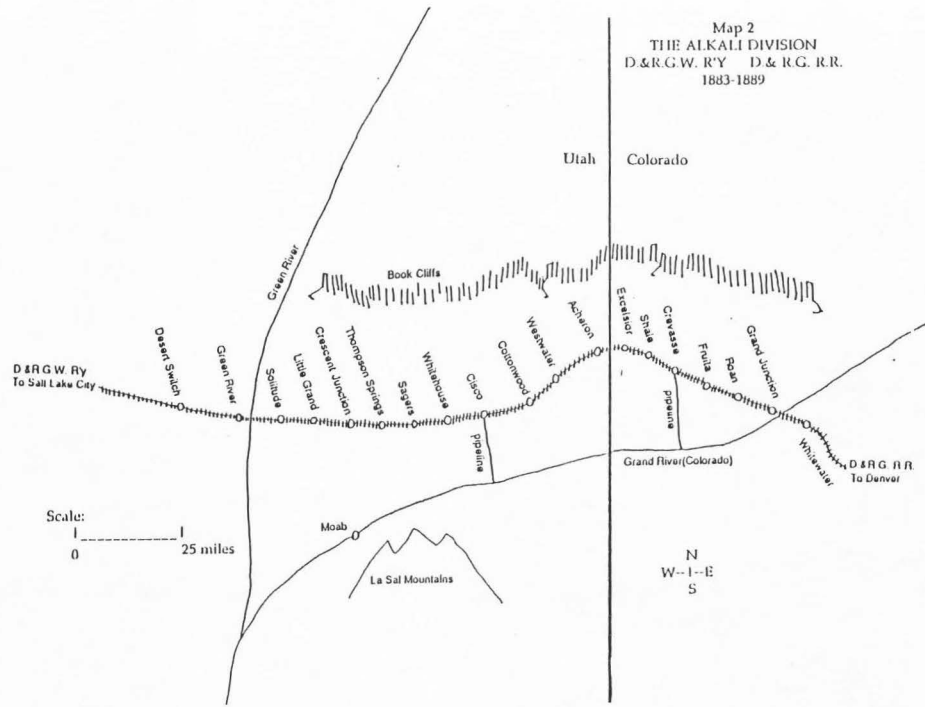 Map 2
THE ALKALI DIVISION
D.&R.G.W. R'Y D.& R.G. R.R.
1883-1889
Utah
Colorado
Green River
Book Cliffs
Desert Switch
Green River
Solitude
Little Grand
Crescent Junction
Thompson Springs
Sagers
Whitehouse
Cisco
Cottonwood
Westwater
Acheron
Excelsior
Shale
Crevasse
Fruita
Roan
Grand Junction
Whitewater
D &R G W. Ry
To Salt Lake City
Pipeline
Pipeline
Grand River(Colorado)
D &R G R R.
To Denver
Scale:
0
25 miles
Moab
La Sal Mountains
N
W--I--E
S